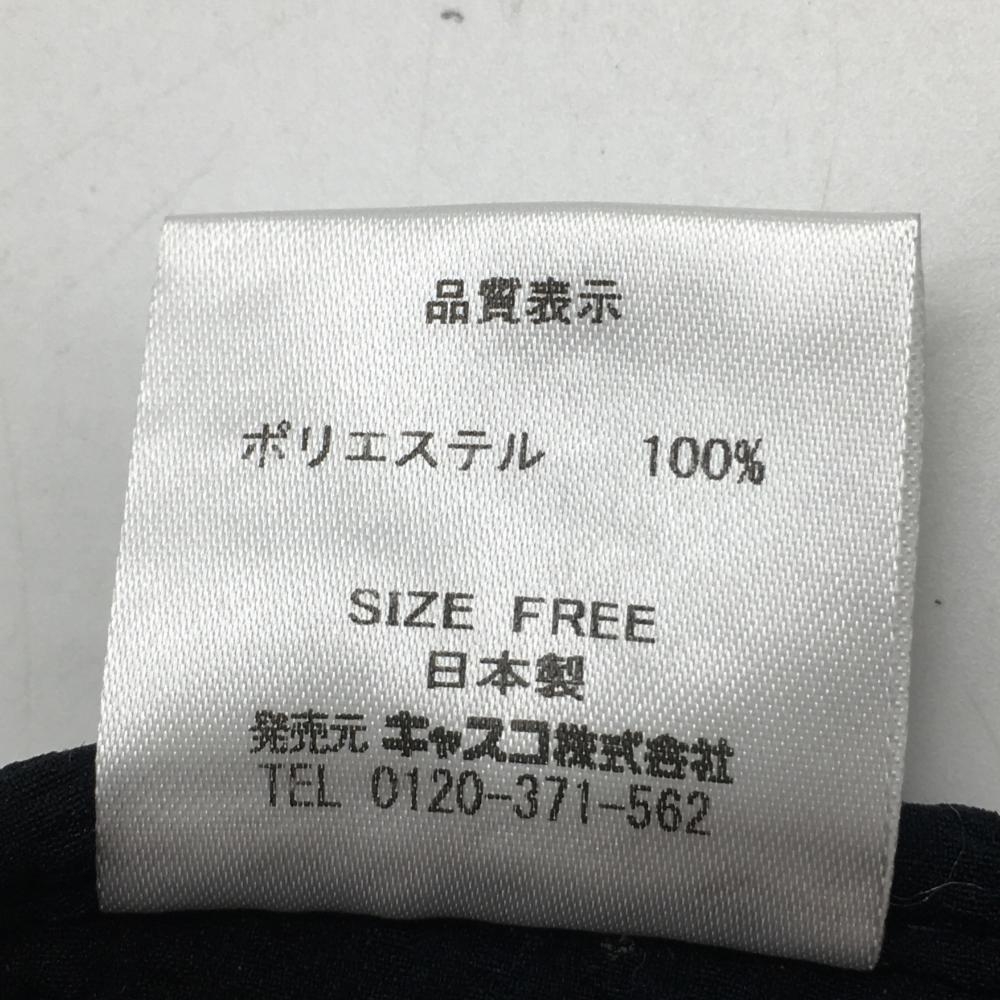 品質表示
ポリエステル 100%
SIZE FREE
日本製
発売元 キャスコ株式会社
TEL 0120-371-562